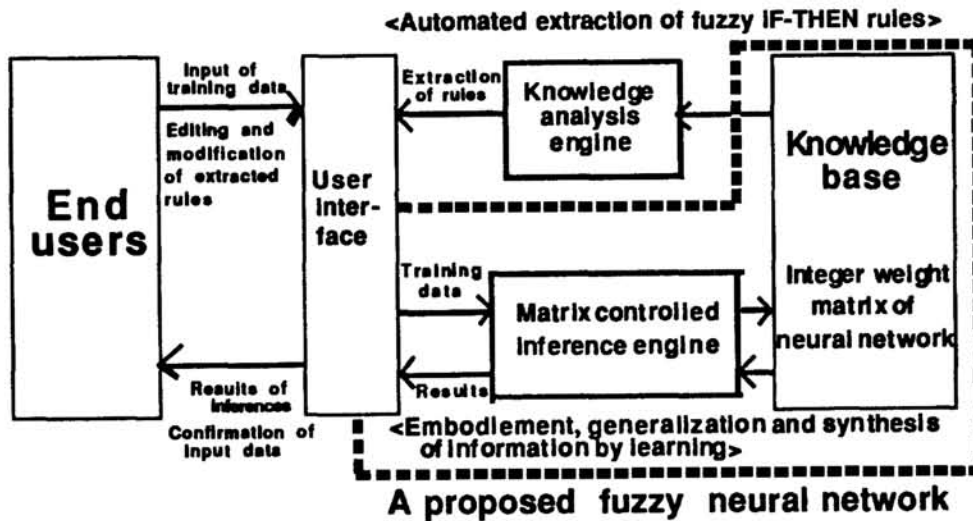 <Automated extraction of fuzzy IF-THEN rules>
End
users
Input of
training data
Editing and
modification
of extracted
rules
Results of
inferences
Confirmation of
input data
User
inter-
face
Extraction
of rules
Knowledge
analysis
engine
Training
data
Results
Matrix controlled
inference engine
Knowledge
base
Integer weight
matrix of
neural network
<Embodiement, generalization and synthesis
of information by learning>
A proposed fuzzy neural network